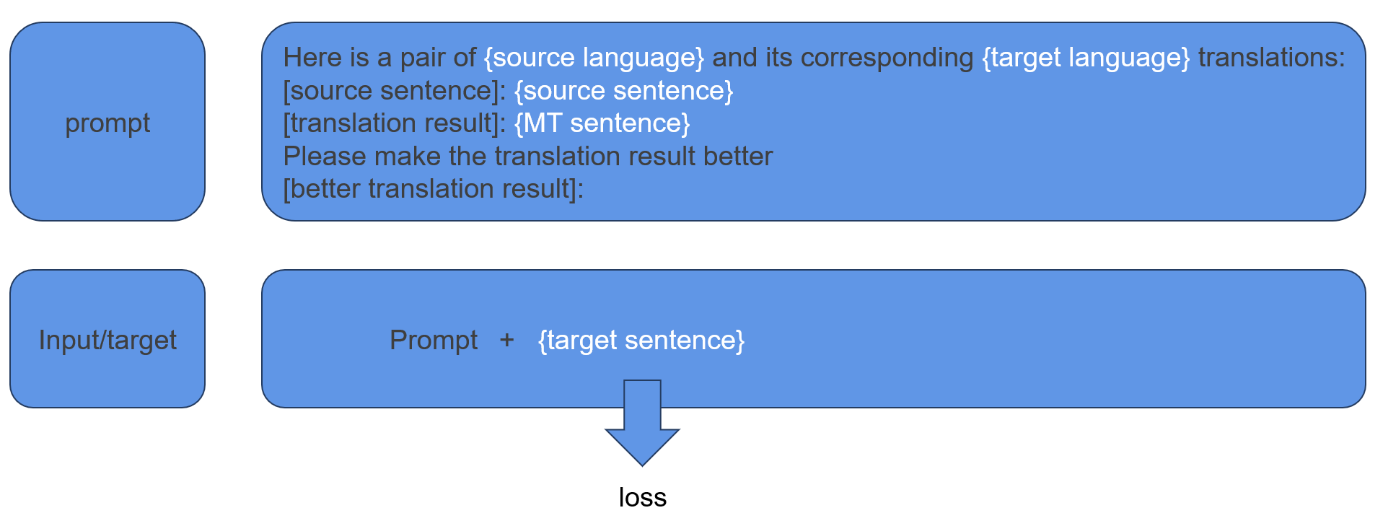 prompt
Here is a pair of {source language} and its corresponding {target language} translations:
[source sentence]: {source sentence}
[translation result]: {MT sentence}
Please make the translation result better
[better translation result]:
Input/target
Prompt + {target sentence}
loss